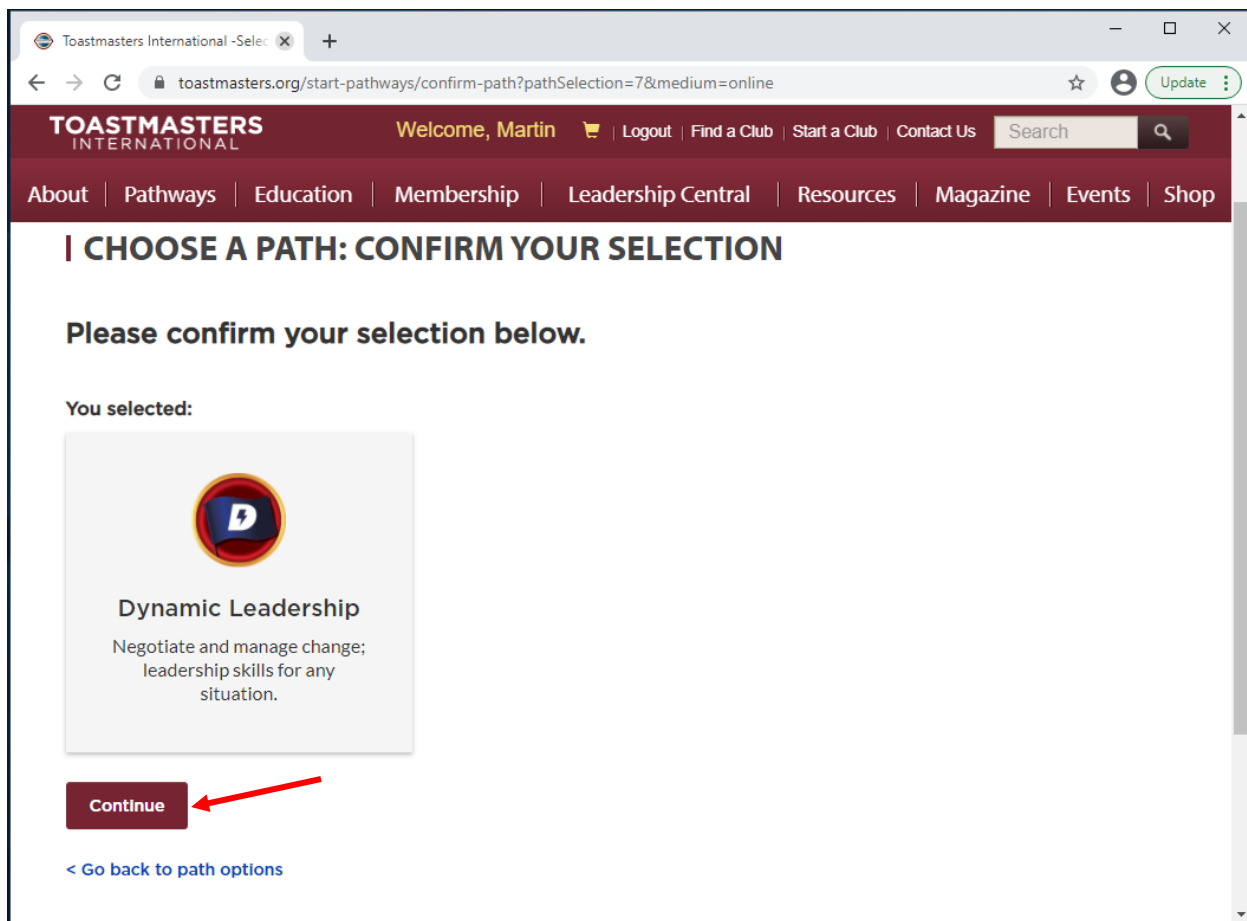 Toastmasters International -Selec
toastmasters.org/start-pathways/confirm-path?pathSelection=7&medium=online
Update
TOASTMASTERS
INTERNATIONAL
Welcome, Martin | Logout | Find a Club | Start a Club | Contact Us Search
About | Pathways | Education | Membership | Leadership Central | Resources | Magazine | Events | Shop
CHOOSE A PATH: CONFIRM YOUR SELECTION
Please confirm your selection below.
You selected:
D
Dynamic Leadership
Negotiate and manage change;
leadership skills for any
situation.
Continue
< Go back to path options